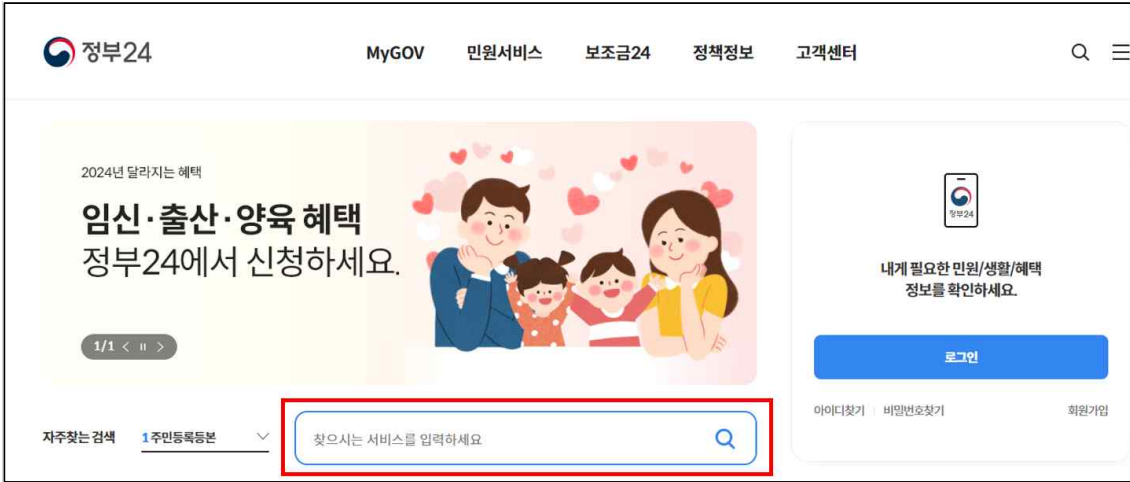 정부24
MyGOV 민원서비스 보조금24 정책정보 고객센터
2024년 달라지는 혜택
임신·출산·양육 혜택
정부24에서 신청하세요.
1/1 < II >
정부24
내게 필요한 민원/생활/혜택
정보를 확인하세요.
로그인
아이디찾기 | 비밀번호찾기 회원가입
자주찾는 검색 1 주민등록등본
찾으시는 서비스를 입력하세요